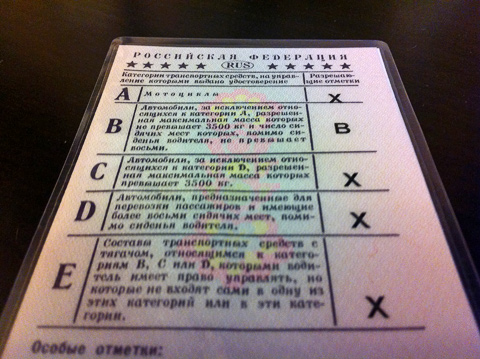 РОССИЙСКАЯ ФЕДЕРАЦИЯ
★★★★★ RUS ★★★★★
Категории транспортных средств, на управ-
ление которыми выдано удостоверение
Разрешаю-
щие отметки
A Мотоциклы X
B Автомобили, за исключением отно-
сящихся к категории A, разрешен-
ная максимальная масса которых
не превышает 3500 кг и число си-
дячих мест которых, помимо си-
денья водителя, не превышает
восьми.
B
C Автомобили, за исключением отно-
сящихся к категории D, разрешен-
ная максимальная масса которых
превышает 3500 кг.
X
D Автомобили, предназначенные для
перевозки пассажиров и имеющие
более восьми сидячих мест, поми-
мо сиденья водителя.
X
E Составы транспортных средств с
тягачом, относящимся к катего-
риям B, C или D, которыми води-
тель имеет право управлять, но
которые не входят сами в одну из
этих категорий или в эти кате-
гории.
X
Особые отметки: